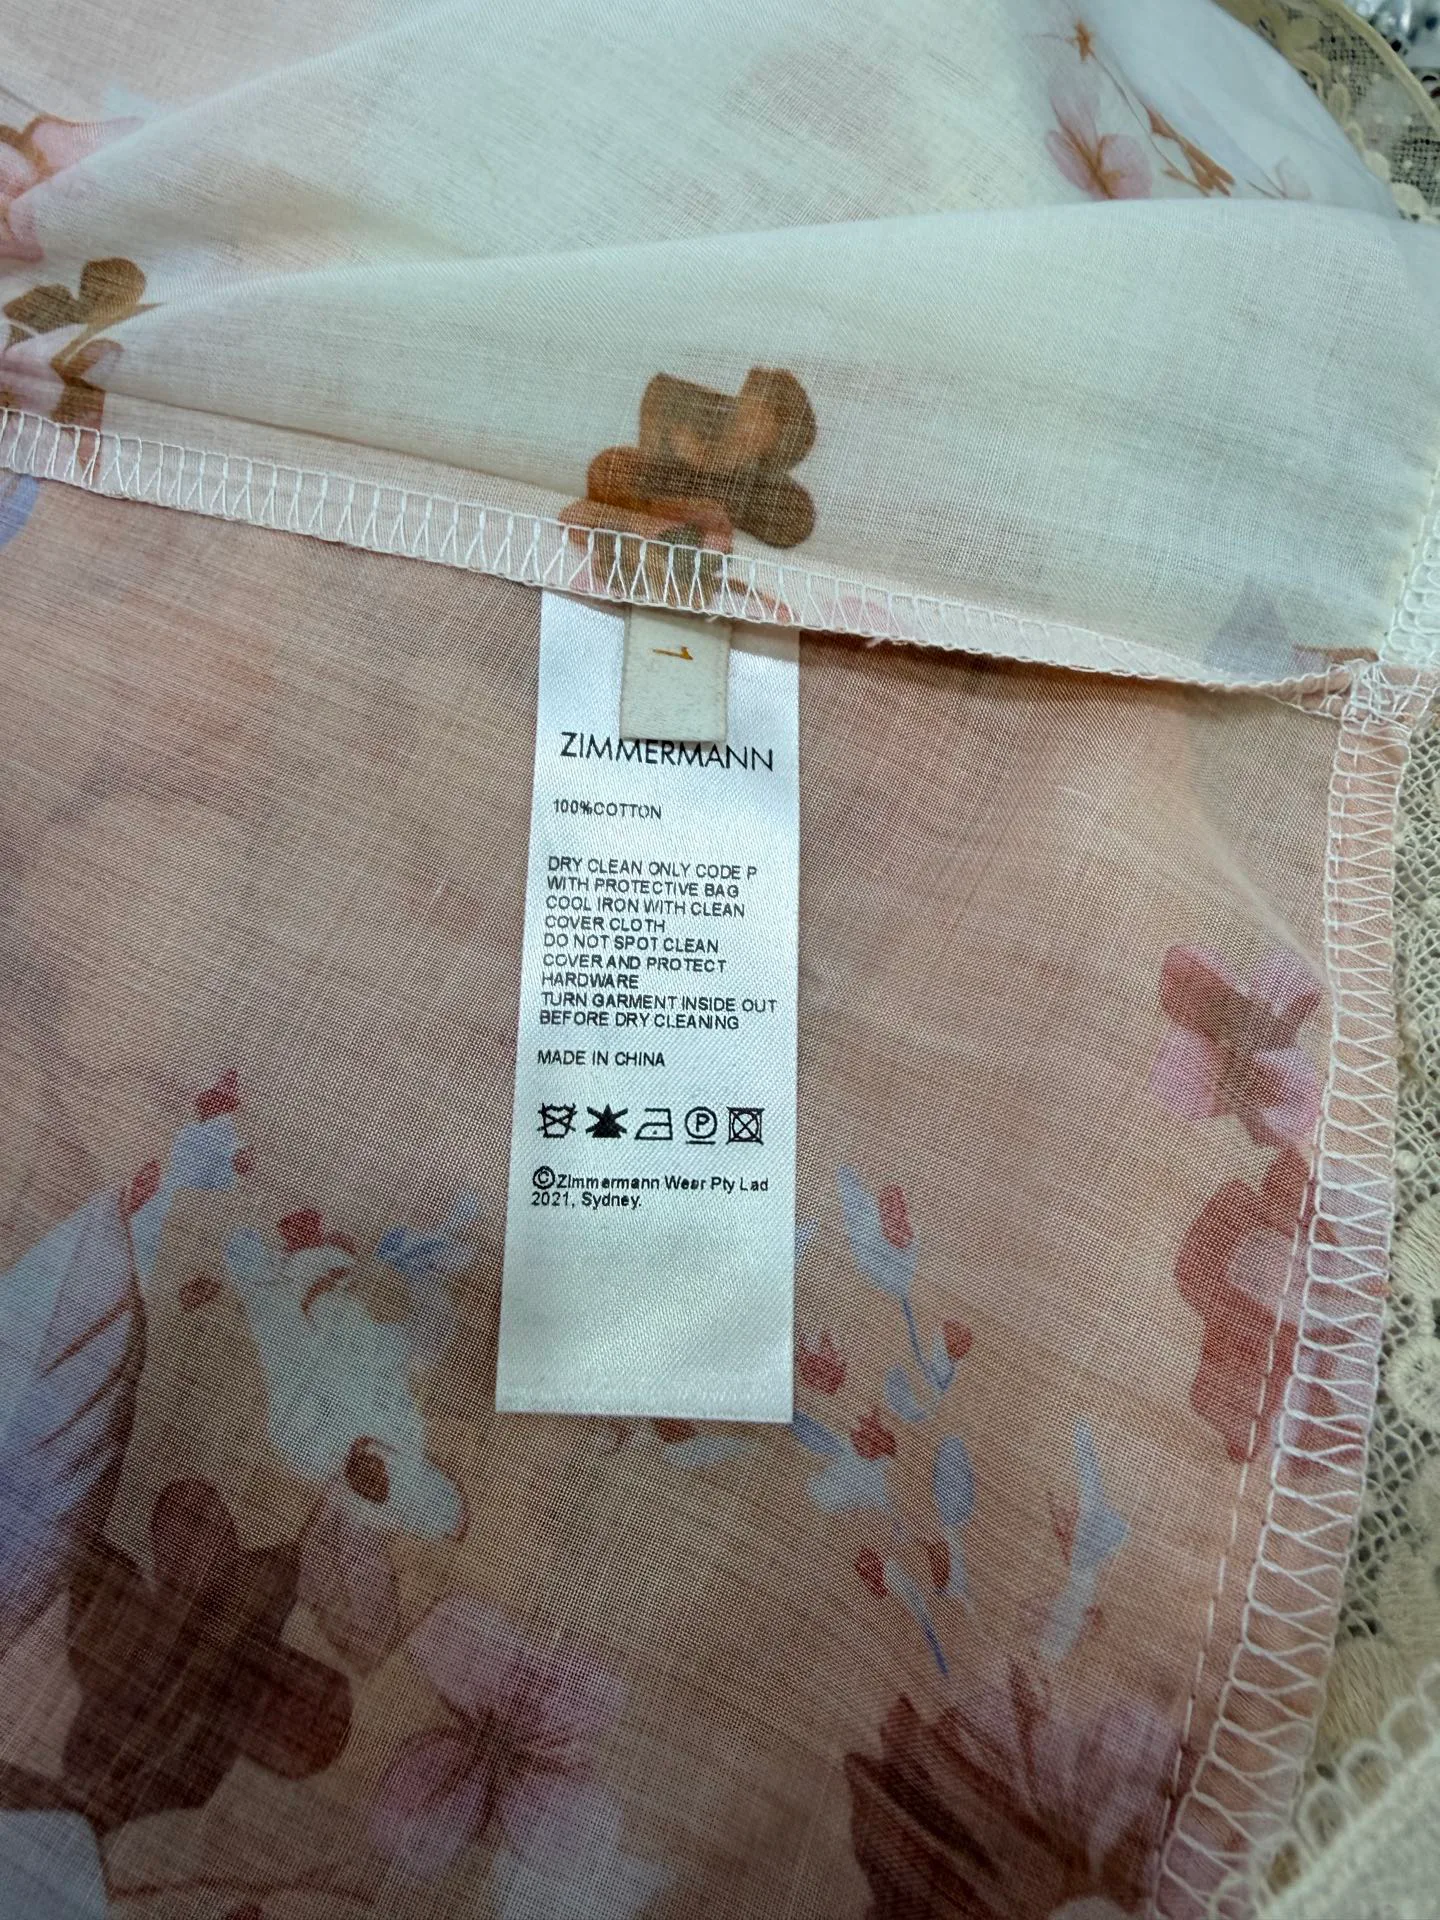 1
ZIMMERMANN
100%COTTON
DRY CLEAN ONLY CODE P
WITH PROTECTIVE BAG
COOL IRON WITH CLEAN
COVER CLOTH
DO NOT SPOT CLEAN
COVER AND PROTECT
HARDWARE
TURN GARMENT INSIDE OUT
BEFORE DRY CLEANING
MADE IN CHINA
P
©Zimmermann Wear Pty Lad
2021, Sydney.